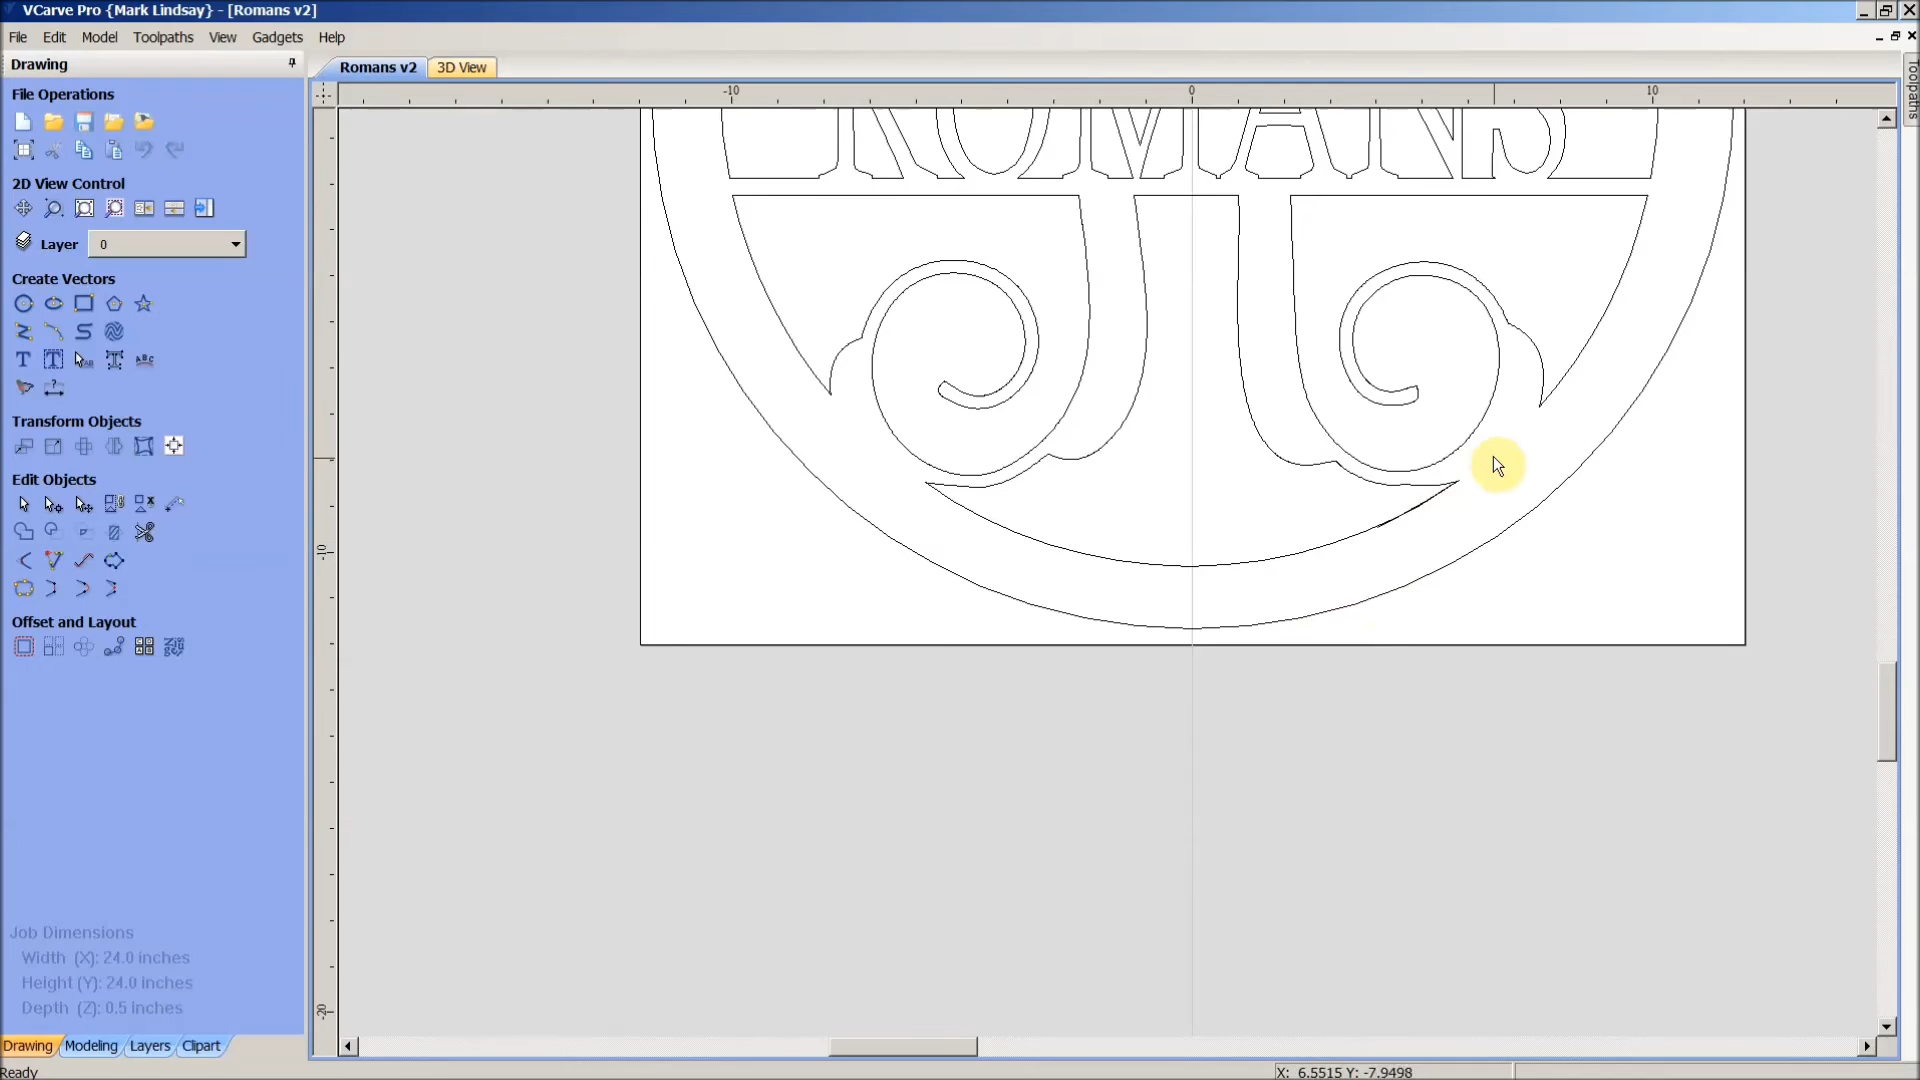 VCarve Pro {Mark Lindsay} - [Romans v2]
File Edit Model Toolpaths View Gadgets Help
Drawing
Romans v2
3D View
Toolpaths
File Operations
-10 0 10
ROMANS
2D View Control
Layer 0
Create Vectors
Transform Objects
Edit Objects
-10
Offset and Layout
Job Dimensions
Width (X): 24.0 inches
Height (Y): 24.0 inches
Depth (Z): 0.5 inches
-20
Drawing Modeling Layers Clipart
Ready
X: 6.5515 Y: -7.9498